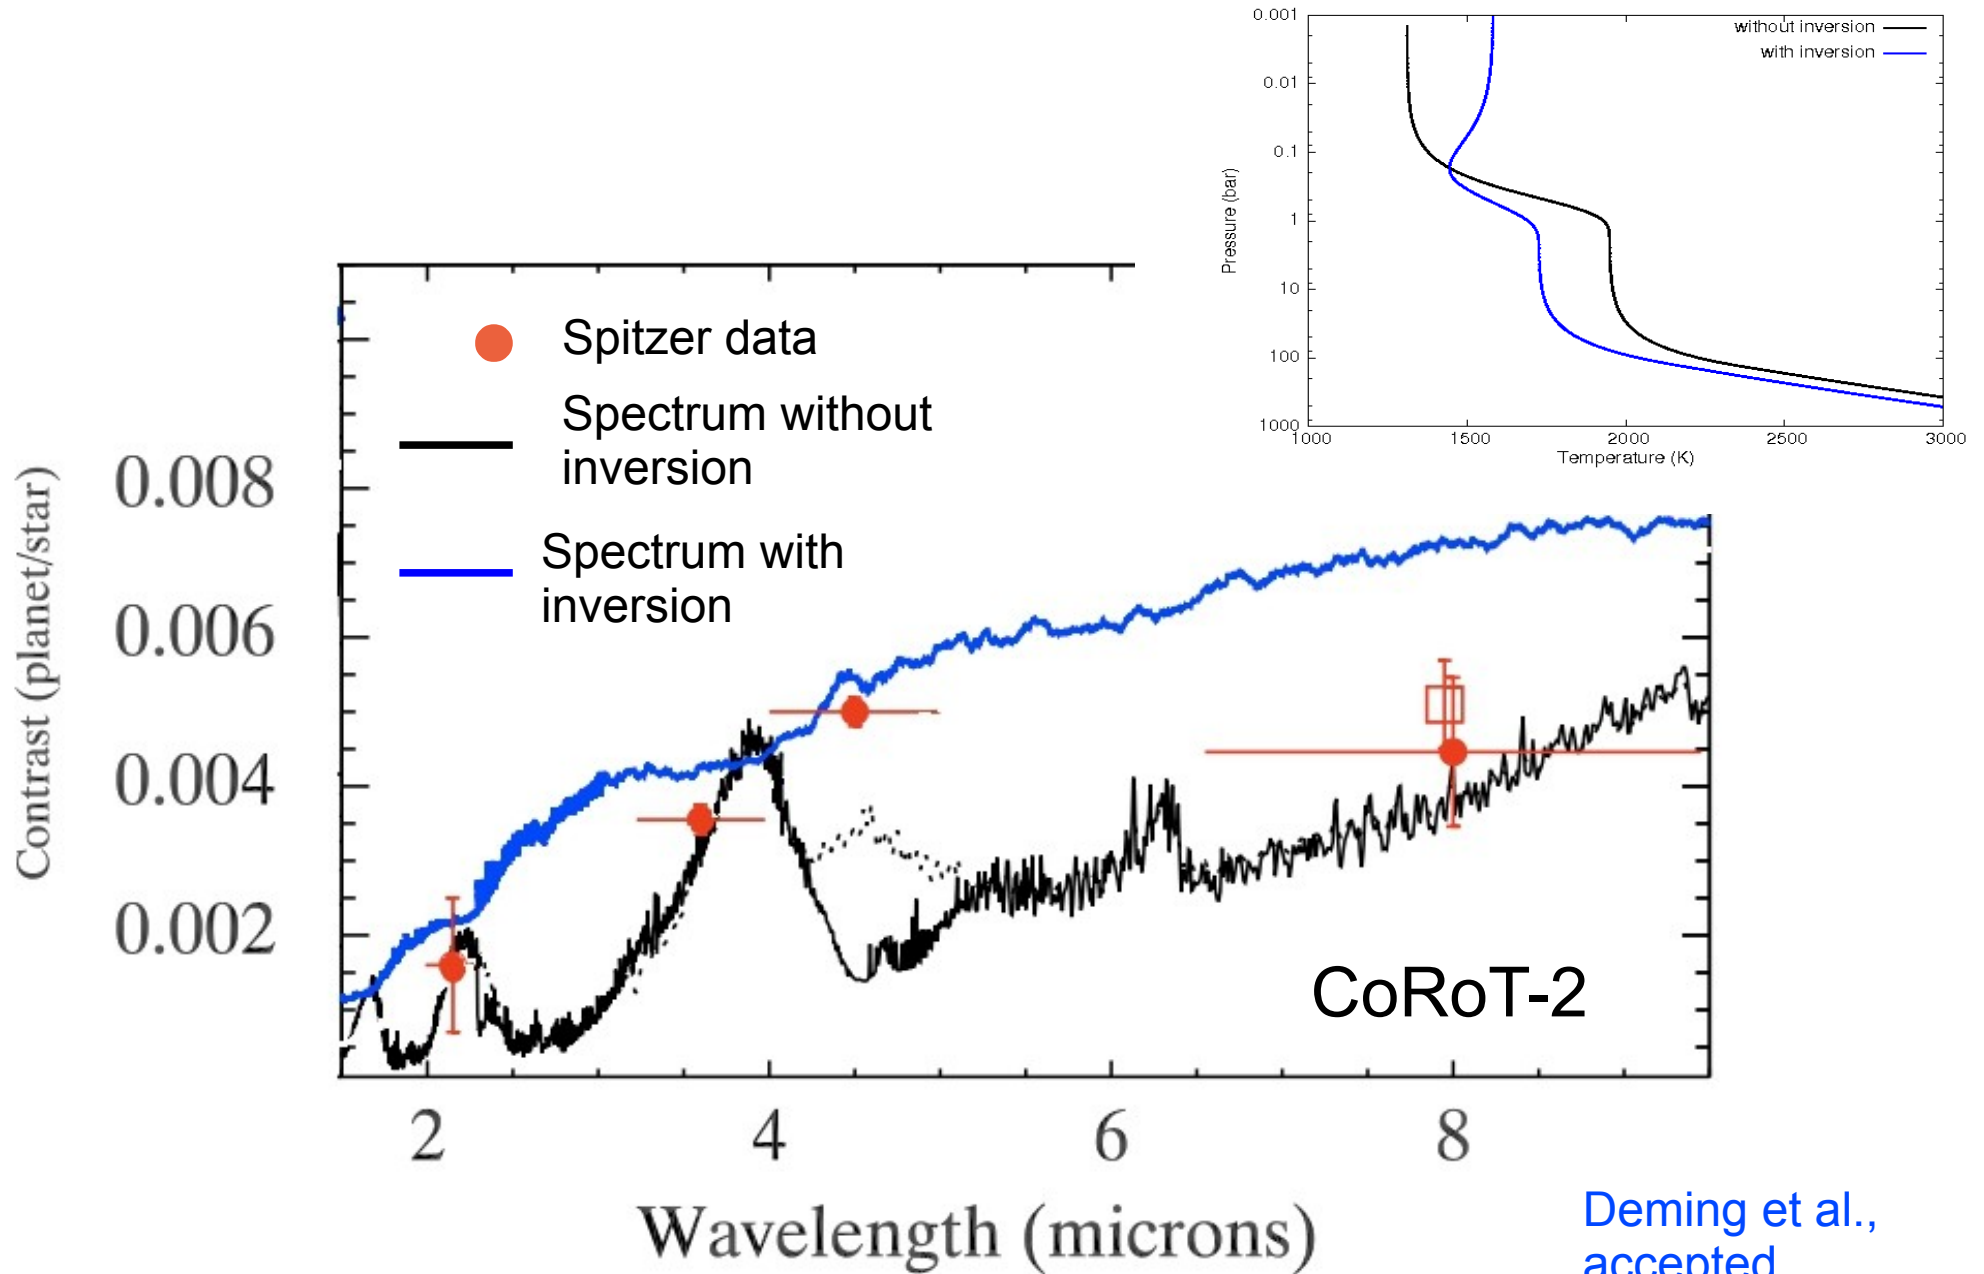 0.001
0.01
0.1
1
10
100
1000
Pressure (bar)
without inversion
with inversion
1000 1500 2000 2500 3000
Temperature (K)
Spitzer data
Spectrum without
inversion
Spectrum with
inversion
0.008
0.006
0.004
0.002
Contrast (planet/star)
CoRoT-2
2 4 6 8
Wavelength (microns)
Deming et al.,
accepted